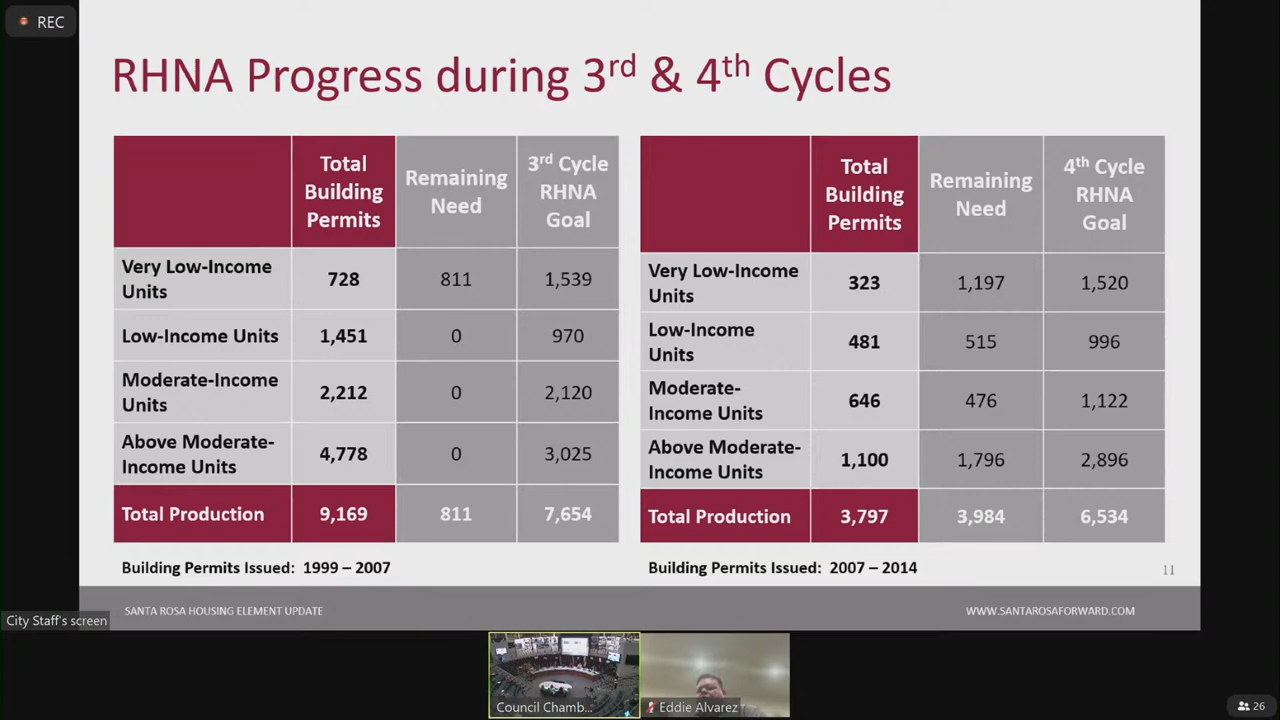 REC
RHNA Progress during 3rd & 4th Cycles
Total
Building
Permits
Remaining
Need
3rd Cycle
RHNA
Goal
Very Low-Income
Units
728
811
1,539
Low-Income Units
1,451
0
970
Moderate-Income
Units
2,212
0
2,120
Above Moderate-
Income Units
4,778
0
3,025
Total Production
9,169
811
7,654
Building Permits Issued: 1999 – 2007
Total
Building
Permits
Remaining
Need
4th Cycle
RHNA
Goal
Very Low-Income
Units
323
1,197
1,520
Low-Income
Units
481
515
996
Moderate-
Income Units
646
476
1,122
Above Moderate-
Income Units
1,100
1,796
2,896
Total Production
3,797
3,984
6,534
Building Permits Issued: 2007 – 2014
11
SANTA ROSA HOUSING ELEMENT UPDATE
WWW.SANTAROSAFORWARD.COM
City Staff's screen
Council Chamb...
Eddie Alvarez
26